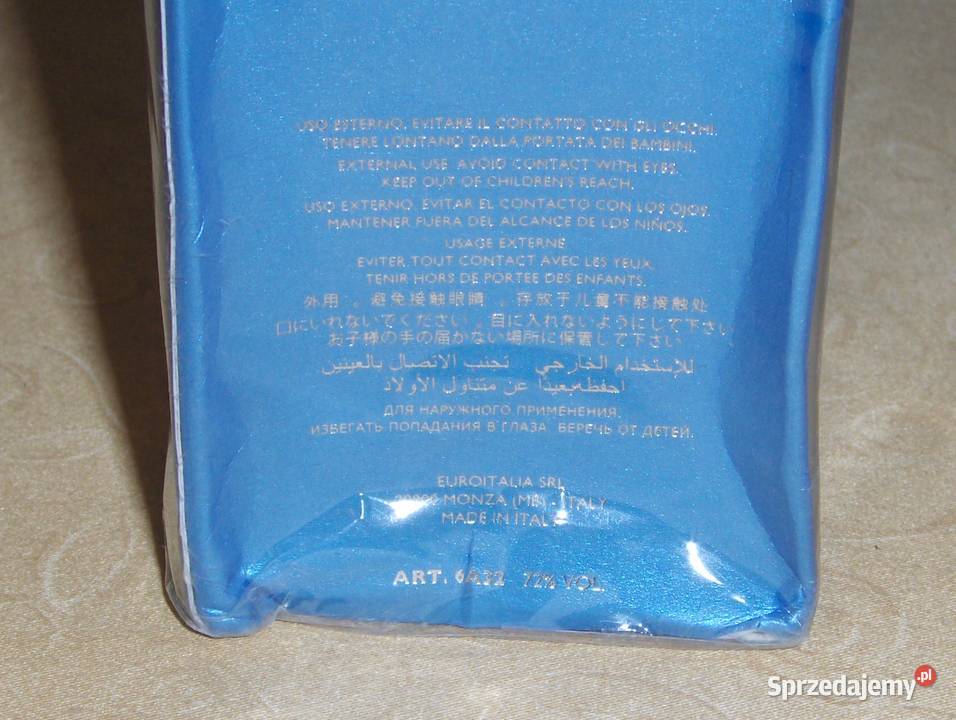 USO ESTERNO. EVITARE IL CONTATTO CON GLI OCCHI.
TENERE LONTANO DALLA PORTATA DEI BAMBINI.
EXTERNAL USE. AVOID CONTACT WITH EYES.
KEEP OUT OF CHILDREN'S REACH.
USO EXTERNO. EVITAR EL CONTACTO CON LOS OJOS.
MANTENER FUERA DEL ALCANCE DE LOS NIÑOS.
USAGE EXTERNE.
EVITER TOUT CONTACT AVEC LES YEUX.
TENIR HORS DE PORTEE DES ENFANTS.
外用。避免接触眼睛。存放于儿童不能接触处
口にいれないでください。目に入れないようにして下さい
お子様の手の届かない場所に保管して下さい
للإستخدام الخارجي تجنب الاتصال بالعينين
احفظه بعيدا عن متناول الأولاد
ДЛЯ НАРУЖНОГО ПРИМЕНЕНИЯ.
ИЗБЕГАТЬ ПОПАДАНИЯ В ГЛАЗА. БЕРЕЧЬ ОТ ДЕТЕЙ.
EUROITALIA SRL
MONZA (MB) - ITALY
MADE IN ITALY
ART. 6A32 72% VOL.
Sprzedajemy.pl